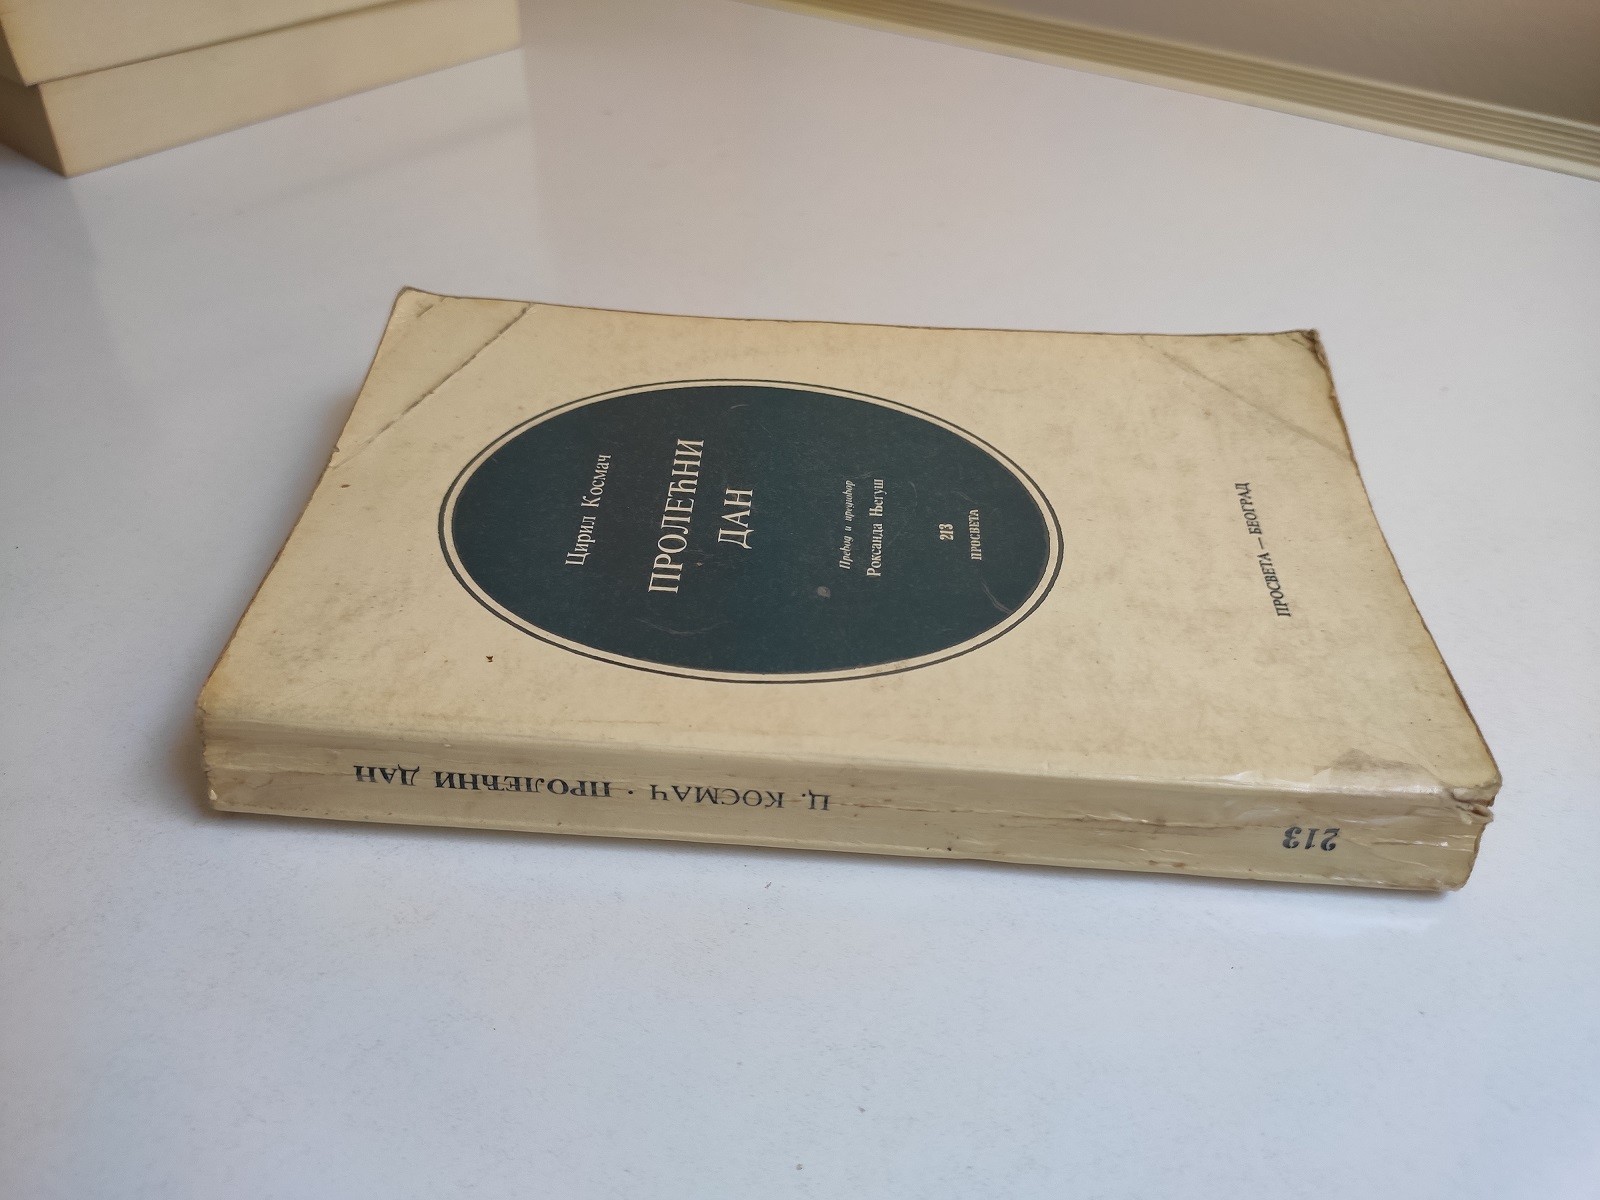 Цирил Космач
ПРОЛЕЋНИ
ДАН
Превод и предговор
Роксанда Његуш
213
ПРОСВЕТА
ПРОСВЕТА — БЕОГРАД
Ц. КОСМАЧ · ПРОЛЕЋНИ ДАН
213